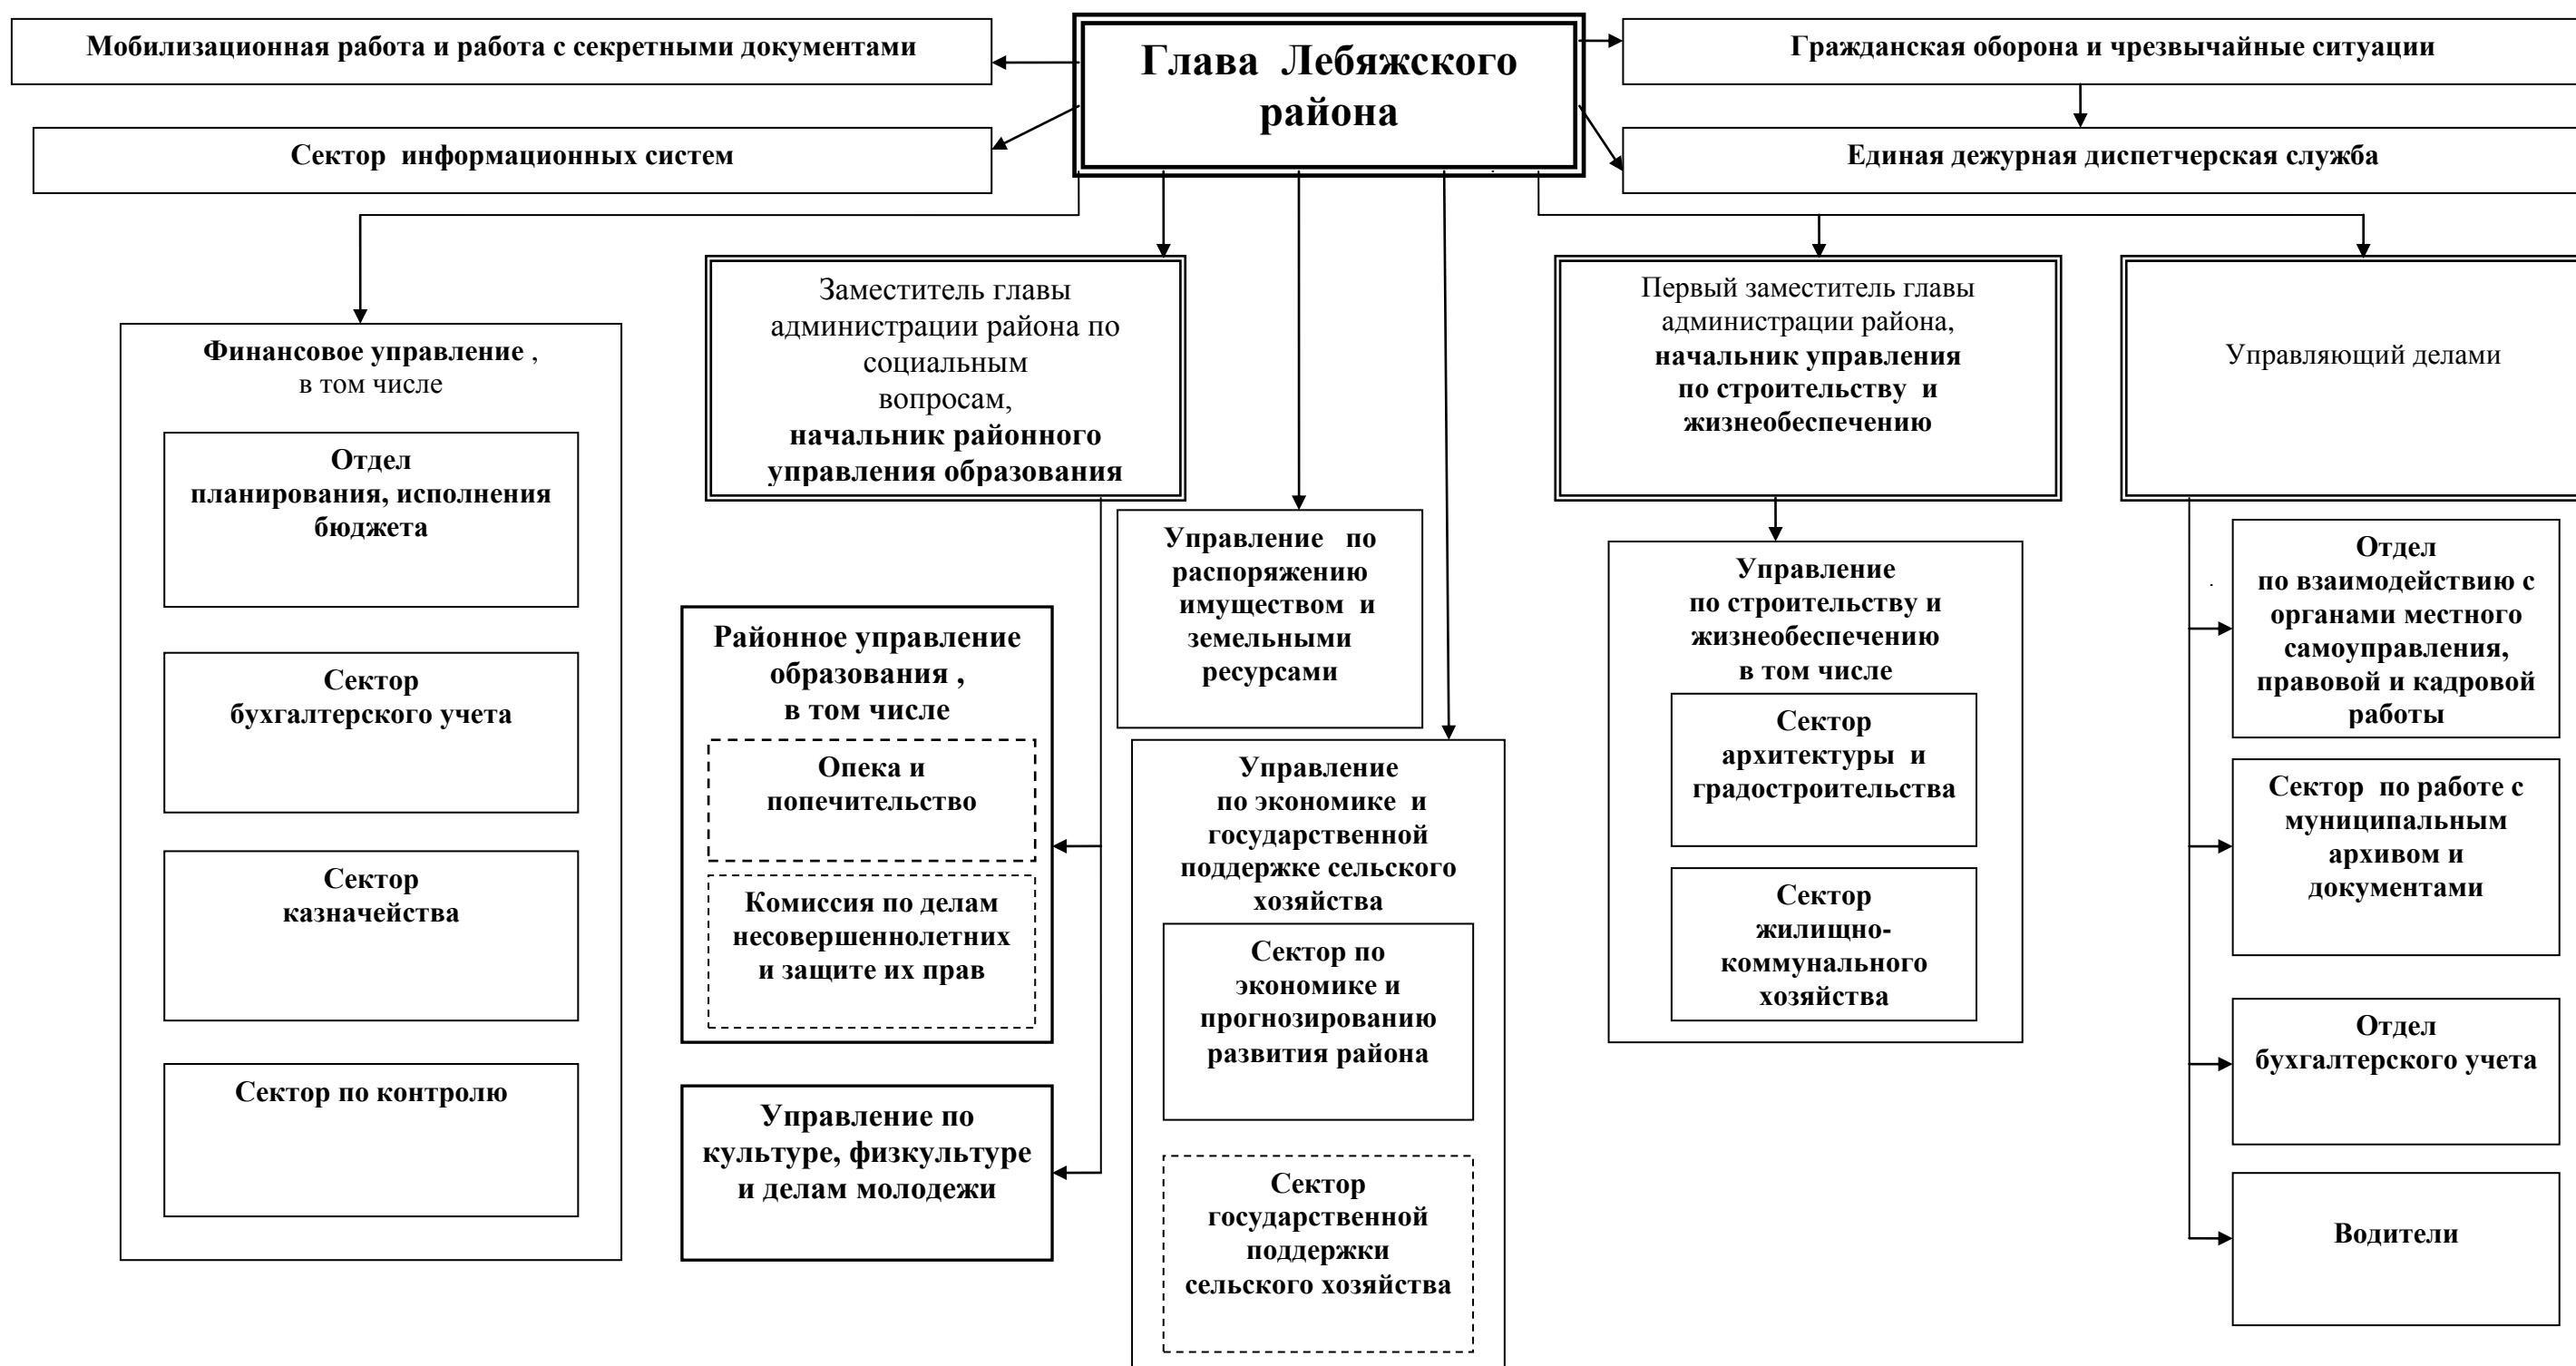 Мобилизационная работа и работа с секретными документами
Глава Лебяжского
района
Гражданская оборона и чрезвычайные ситуации
Сектор информационных систем
Единая дежурная диспетчерская служба
Финансовое управление ,
в том числе
Отдел
планирования, исполнения
бюджета
Сектор
бухгалтерского учета
Сектор
казначейства
Сектор по контролю
Заместитель главы
администрации района по
социальным
вопросам,
начальник районного
управления образования
Районное управление
образования ,
в том числе
Опека и
попечительство
Комиссия по делам
несовершеннолетних
и защите их прав
Управление по
культуре, физкультуре
и делам молодежи
Управление по
распоряжению
имуществом и
земельными
ресурсами
Управление
по экономике и
государственной
поддержке сельского
хозяйства
Сектор по
экономике и
прогнозированию
развития района
Сектор
государственной
поддержки
сельского хозяйства
Первый заместитель главы
администрации района,
начальник управления
по строительству и
жизнеобеспечению
Управление
по строительству и
жизнеобеспечению
в том числе
Сектор
архитектуры и
градостроительства
Сектор
жилищно-
коммунального
хозяйства
Управляющий делами
Отдел
по взаимодействию с
органами местного
самоуправления,
правовой и кадровой
работы
Сектор по работе с
муниципальным
архивом и
документами
Отдел
бухгалтерского учета
Водители